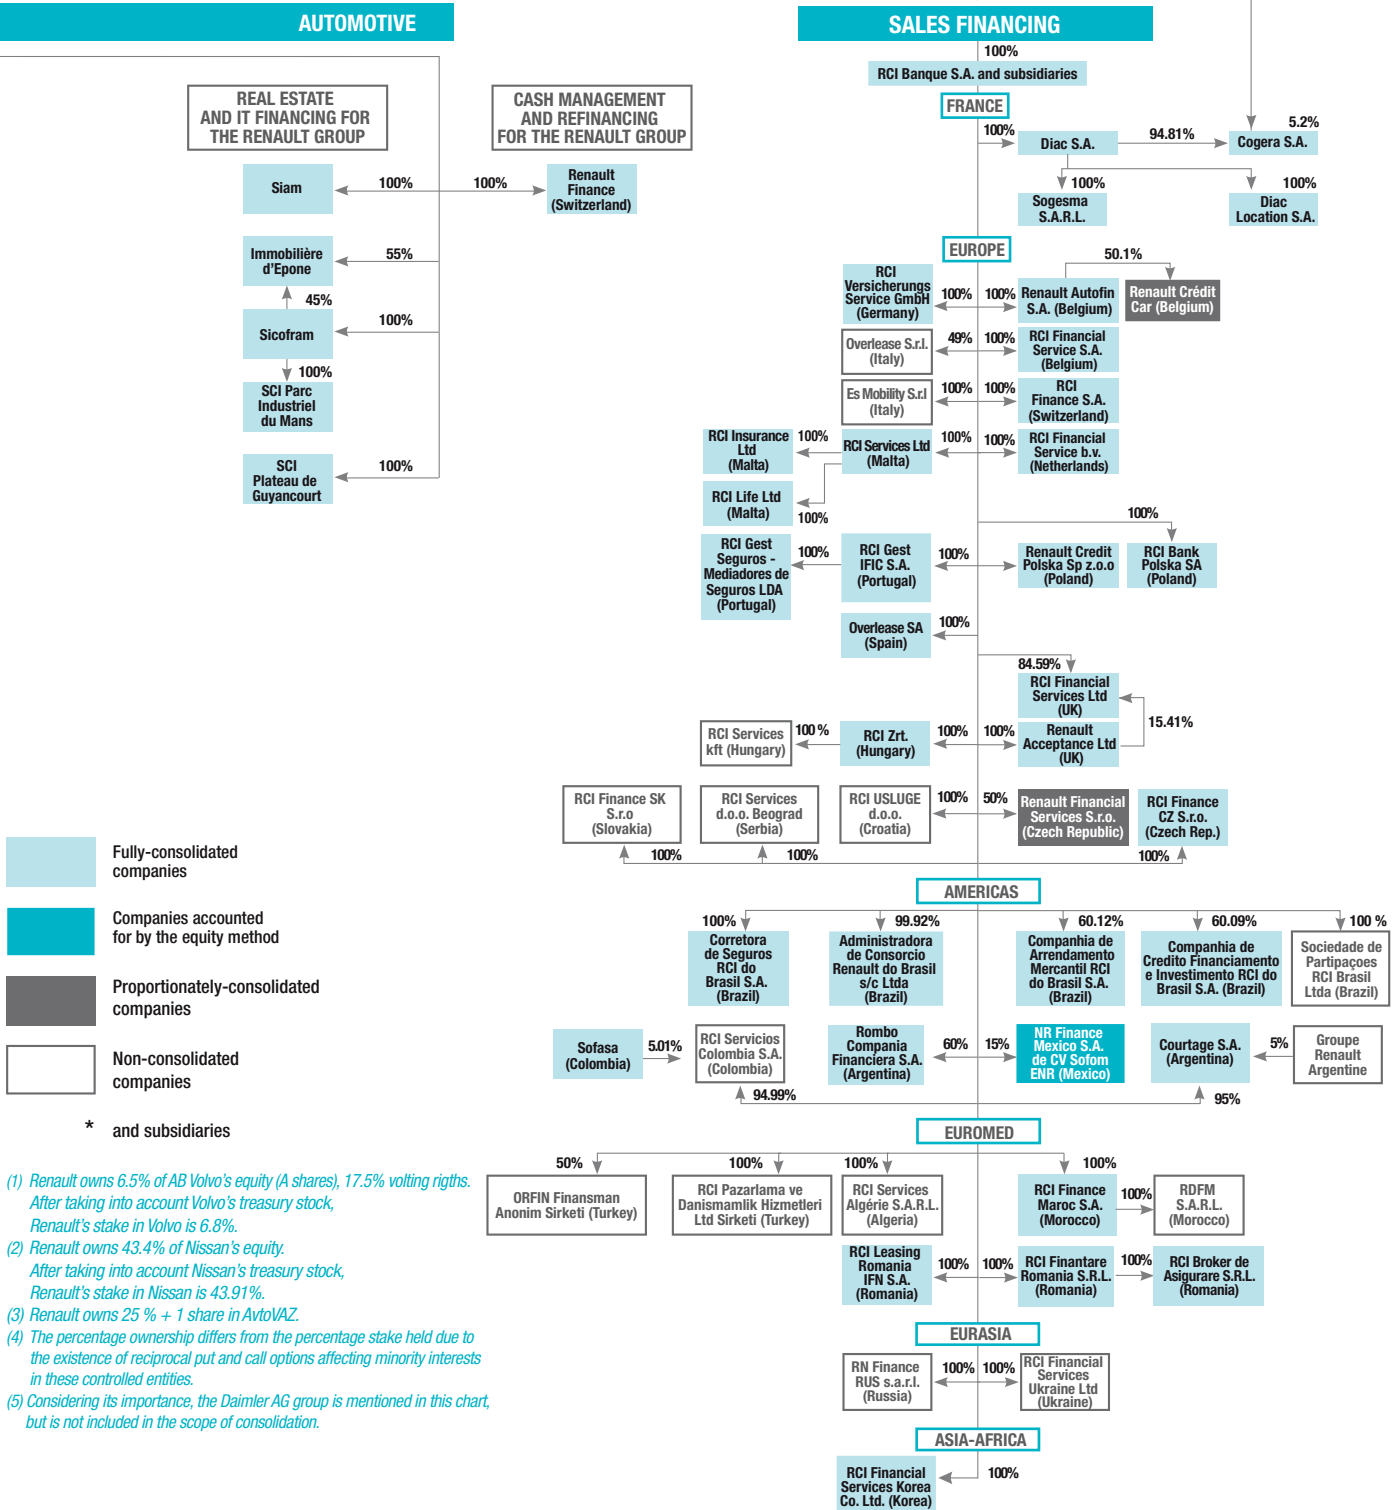 AUTOMOTIVE
REAL ESTATE
AND IT FINANCING FOR
THE RENAULT GROUP
CASH MANAGEMENT
AND REFINANCING
FOR THE RENAULT GROUP
Siam
100%
100%
Renault
Finance
(Switzerland)
Immobilière
d'Epone
55%
45%
Sicofram
100%
100%
SCI Parc
Industriel
du Mans
SCI
Plateau de
Guyancourt
100%
SALES FINANCING
100%
RCI Banque S.A. and subsidiaries
FRANCE
100%
Diac S.A.
94.81%
5.2%
Cogera S.A.
100%
Sogesma
S.A.R.L.
100%
Diac
Location S.A.
EUROPE
RCI
Versicherungs
Service GmbH
(Germany)
100%
100%
Renault Autofin
S.A. (Belgium)
50.1%
Renault Crédit
Car (Belgium)
Overlease S.r.l.
(Italy)
49%
100%
RCI Financial
Service S.A.
(Belgium)
Es Mobility S.r.l
(Italy)
100%
100%
RCI
Finance S.A.
(Switzerland)
RCI Insurance
Ltd
(Malta)
100%
RCI Services Ltd
(Malta)
100%
100%
RCI Financial
Service b.v.
(Netherlands)
RCI Life Ltd
(Malta)
100%
100%
RCI Gest
Seguros -
Mediadores de
Seguros LDA
(Portugal)
100%
RCI Gest
IFIC S.A.
(Portugal)
100%
Renault Credit
Polska Sp z.o.o
(Poland)
RCI Bank
Polska SA
(Poland)
Overlease SA
(Spain)
100%
84.59%
RCI Financial
Services Ltd
(UK)
15.41%
RCI Services
kft (Hungary)
100 %
RCI Zrt.
(Hungary)
100%
100%
Renault
Acceptance Ltd
(UK)
RCI Finance SK
S.r.o
(Slovakia)
RCI Services
d.o.o. Beograd
(Serbia)
RCI USLUGE
d.o.o.
(Croatia)
100%
50%
Renault Financial
Services S.r.o.
(Czech Republic)
RCI Finance
CZ S.r.o.
(Czech Rep.)
100%
100%
100%
AMERICAS
100%
99.92%
60.12%
60.09%
100 %
Corretora
de Seguros
RCI do
Brasil S.A.
(Brazil)
Administradora
de Consorcio
Renault do Brasil
s/c Ltda
(Brazil)
Companhia de
Arrendamento
Mercantil RCI
do Brasil S.A.
(Brazil)
Companhia de
Credito Financiamento
e Investimento RCI do
Brasil S.A. (Brazil)
Sociedade de
Partipaçoes
RCI Brasil
Ltda (Brazil)
Sofasa
(Colombia)
5.01%
RCI Servicios
Colombia S.A.
(Colombia)
Rombo
Compania
Financiera S.A.
(Argentina)
60%
15%
NR Finance
Mexico S.A.
de CV Sofom
ENR (Mexico)
Courtage S.A.
(Argentina)
5%
Groupe
Renault
Argentine
94.99%
95%
EUROMED
50%
100%
100%
100%
ORFIN Finansman
Anonim Sirketi (Turkey)
RCI Pazarlama ve
Danismamlik Hizmetleri
Ltd Sirketi (Turkey)
RCI Services
Algérie S.A.R.L.
(Algeria)
RCI Finance
Maroc S.A.
(Morocco)
100%
RDFM
S.A.R.L.
(Morocco)
RCI Leasing
Romania
IFN S.A.
(Romania)
100%
100%
RCI Finantare
Romania S.R.L.
(Romania)
100%
RCI Broker de
Asigurare S.R.L.
(Romania)
EURASIA
RN Finance
RUS s.a.r.l.
(Russia)
100%
100%
RCI Financial
Services
Ukraine Ltd
(Ukraine)
ASIA-AFRICA
RCI Financial
Services Korea
Co. Ltd. (Korea)
100%
Fully-consolidated
companies
Companies accounted
for by the equity method
Proportionately-consolidated
companies
Non-consolidated
companies
* and subsidiaries
(1) Renault owns 6.5% of AB Volvo's equity (A shares), 17.5% volting rigths.
After taking into account Volvo's treasury stock,
Renault's stake in Volvo is 6.8%.
(2) Renault owns 43.4% of Nissan's equity.
After taking into account Nissan's treasury stock,
Renault's stake in Nissan is 43.91%.
(3) Renault owns 25 % + 1 share in AvtoVAZ.
(4) The percentage ownership differs from the percentage stake held due to
the existence of reciprocal put and call options affecting minority interests
in these controlled entities.
(5) Considering its importance, the Daimler AG group is mentioned in this chart,
but is not included in the scope of consolidation.